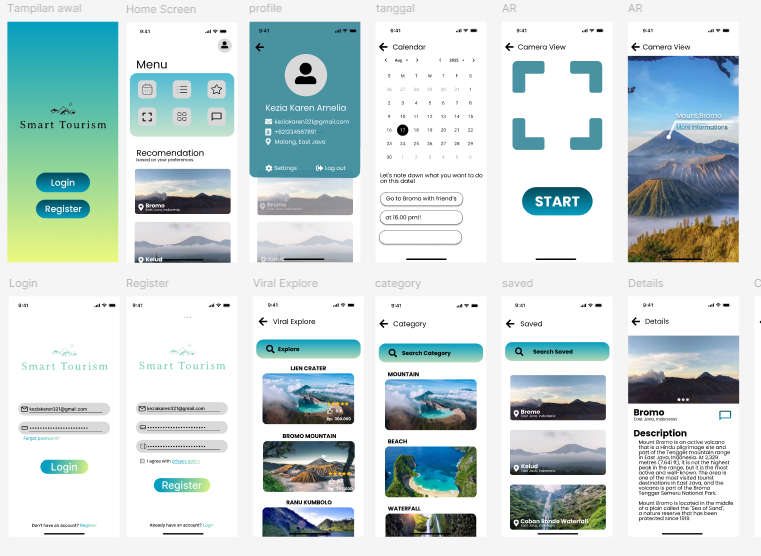 Tampilan awal
Smart Tourism
Login
Register
Home Screen
9:41
Menu
Recomendation
based on your preferences
Bromo
East Java, Indonesia
Kelud
profile
9:41
Kezia Karen Amelia
keziakaren321@gmail.com
+62123456789!
Malang, East Java
Settings
Log out
Bromo
East Java, Indonesia
Kelud
tanggal
9:41
Calendar
< Aug > < 2025 >
S M T W T F S
26 27 28 29 30 31 1
2 3 4 5 6 7 8
9 10 11 12 13 14 15
16 17 18 19 20 21 22
23 24 25 26 27 28 29
30 1 2 3 4 5 6
Let's note down what you want to do
on this date!
Go to Bromo with friend's
at 16.00 pm!!
AR
9:41
Camera View
START
AR
9:41
Camera View
Mount Bromo
More Informations
Login
9:41
Smart Tourism
keziakaren321@gmail.com
Forgot password?
Login
Don't have an account? Register
Register
9:41
Smart Tourism
keziakaren321@gmail.com
I agree with privacy policy
Register
Already have an account? Login
Viral Explore
9:41
Viral Explore
Explore
IJEN CRATER
BROMO MOUNTAIN
RANU KUMBOLO
category
9:41
Category
Search Category
MOUNTAIN
BEACH
WATERFALL
saved
9:41
Saved
Search Saved
Bromo
East Java, Indonesia
Kelud
East Java, Indonesia
Coban Rondo Waterfall
Details
9:41
Details
Bromo
East Java, Indonesia
Description
Mount Bromo is an active volcano
that is a Hindu pilgrimage site and
part of the Tengger mountain range
in East Java, Indonesia. At 2,329
metres (7,641 ft), it is not the highest
peak in the range, but it is the most
active and well-known. The area is
one of the most visited tourist
destinations in East Java, and the
volcano is part of the Bromo
Tengger Semeru National Park.
Mount Bromo is located in the middle
of a plain called the "Sea of Sand",
a nature reserve that has been
protected since 1919.